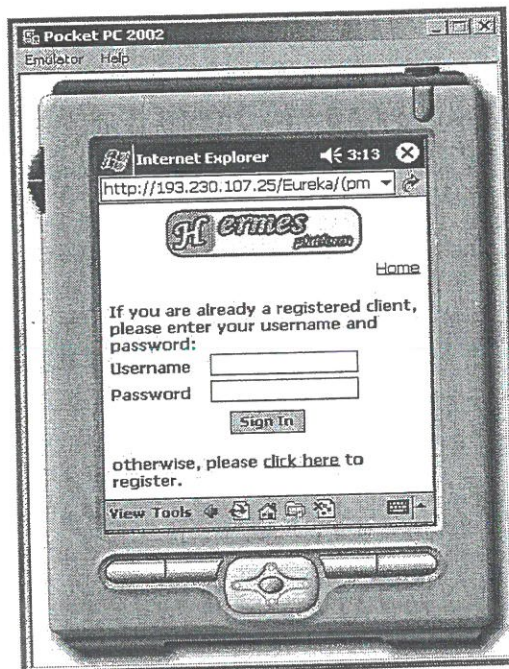 Pocket PC 2002
Emulator Help
Internet Explorer 3:13
http://193.230.107.25/Eureka/(pm
Hermes
platform
Home
If you are already a registered client,
please enter your username and
password:
Username
Password
Sign In
otherwise, please click here to
register.
View Tools